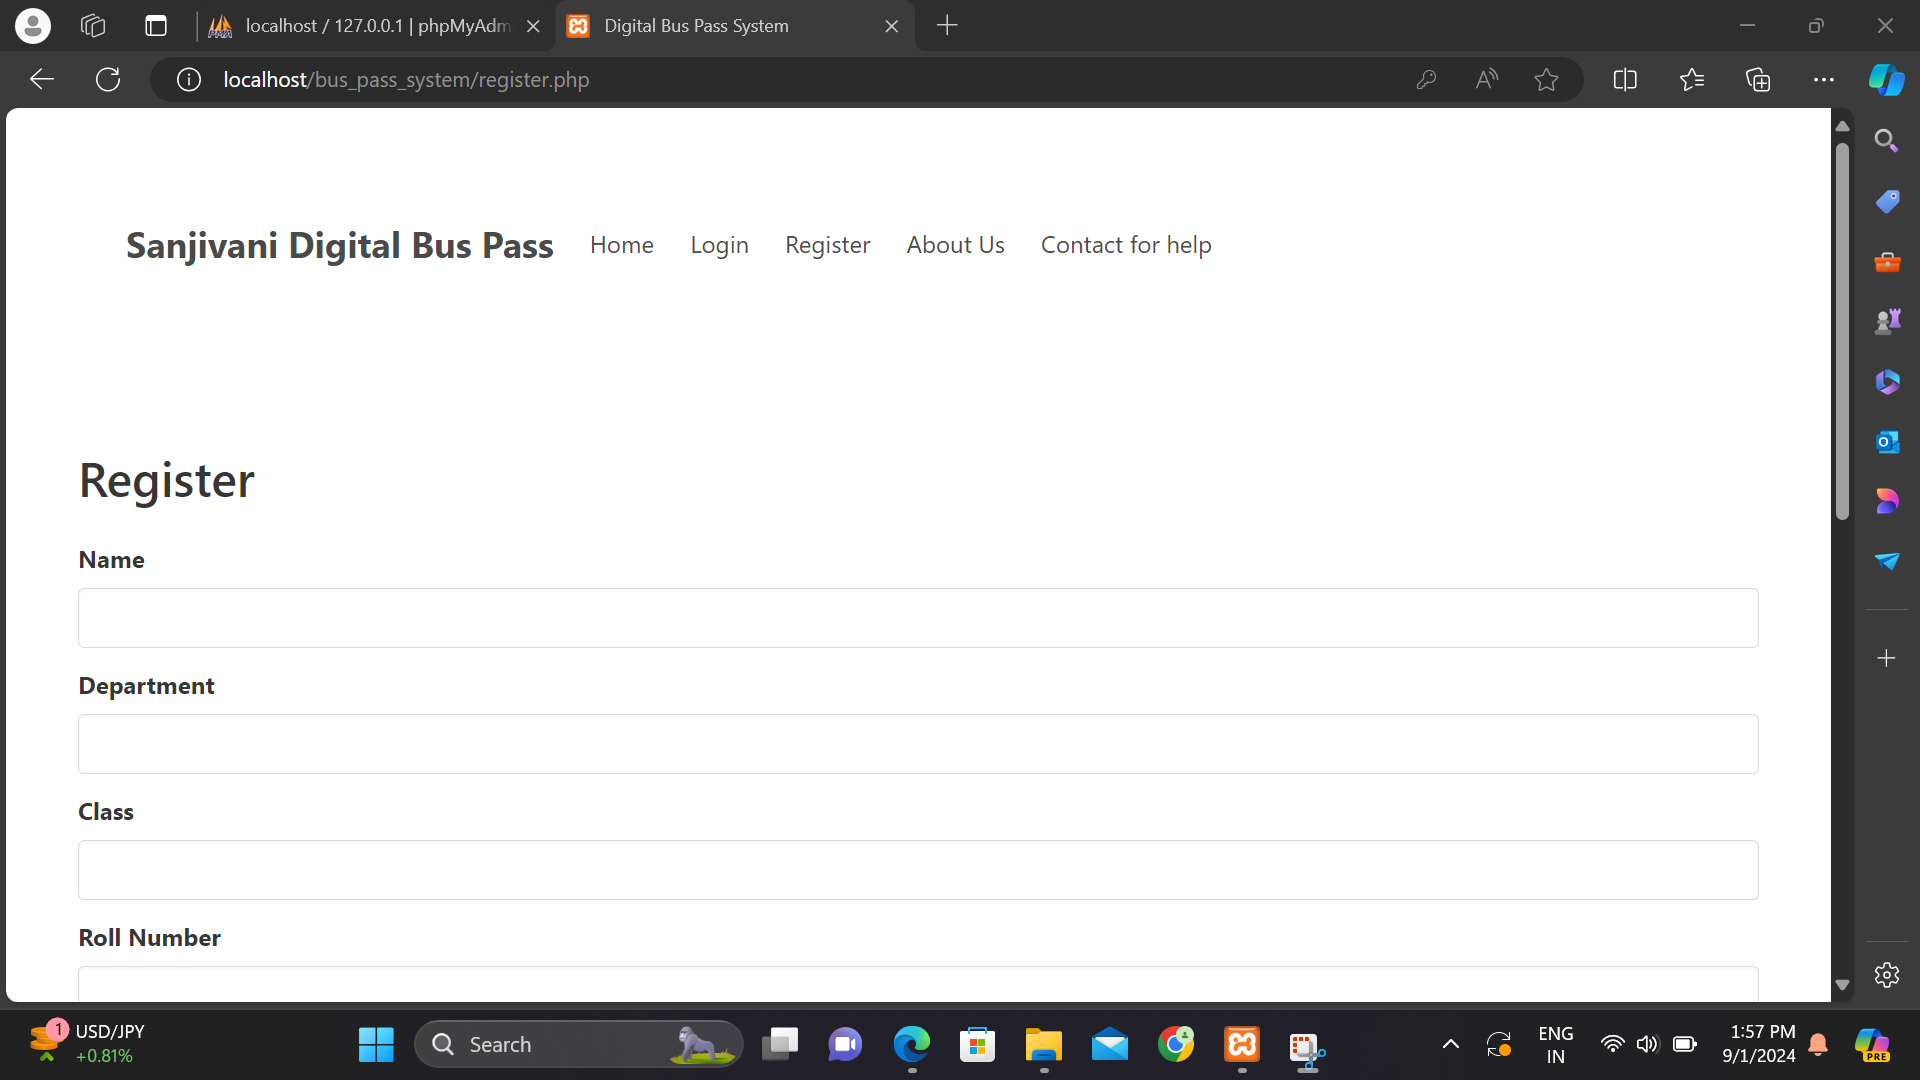 localhost / 127.0.0.1 | phpMyAdm
Digital Bus Pass System
localhost/bus_pass_system/register.php
Sanjivani Digital Bus Pass
Home
Login
Register
About Us
Contact for help
Register
Name
Department
Class
Roll Number
1
USD/JPY
+0.81%
Search
ENG
IN
1:57 PM
9/1/2024
PRE